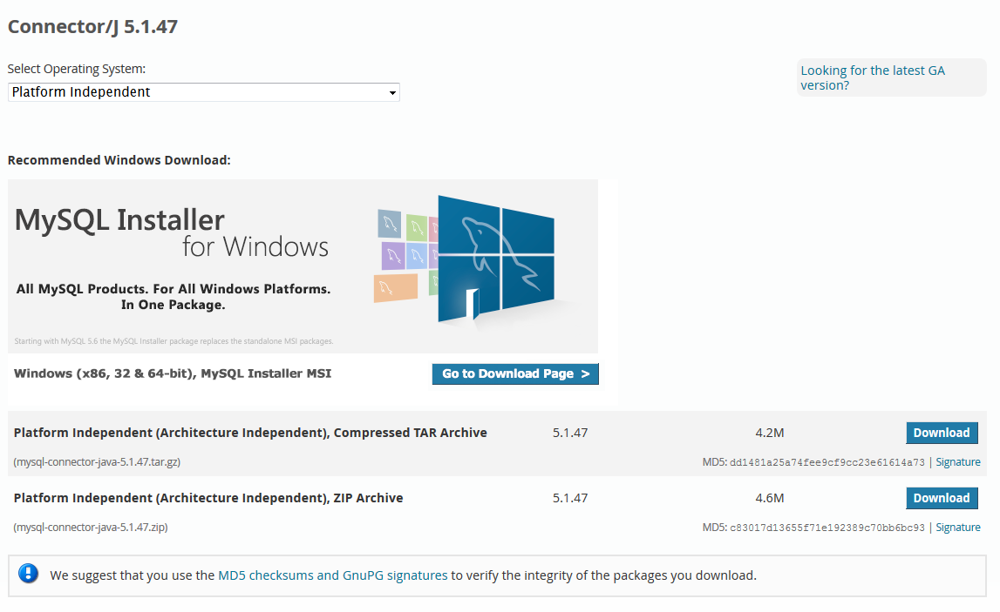 Connector/J 5.1.47
Select Operating System:
Platform Independent
Looking for the latest GA
version?
Recommended Windows Download:
MySQL Installer
for Windows
All MySQL Products. For All Windows Platforms.
In One Package.
Starting with MySQL 5.6 the MySQL Installer package replaces the standalone MSI packages.
Windows (x86, 32 & 64-bit), MySQL Installer MSI
Go to Download Page >
Platform Independent (Architecture Independent), Compressed TAR Archive 5.1.47 4.2M Download
(mysql-connector-java-5.1.47.tar.gz) MD5: dd1481a25a74fee9cf9cc23e61614a73 | Signature
Platform Independent (Architecture Independent), ZIP Archive 5.1.47 4.6M Download
(mysql-connector-java-5.1.47.zip) MD5: c83017d13655f71e192389c70bb6bc93 | Signature
We suggest that you use the MD5 checksums and GnuPG signatures to verify the integrity of the packages you download.